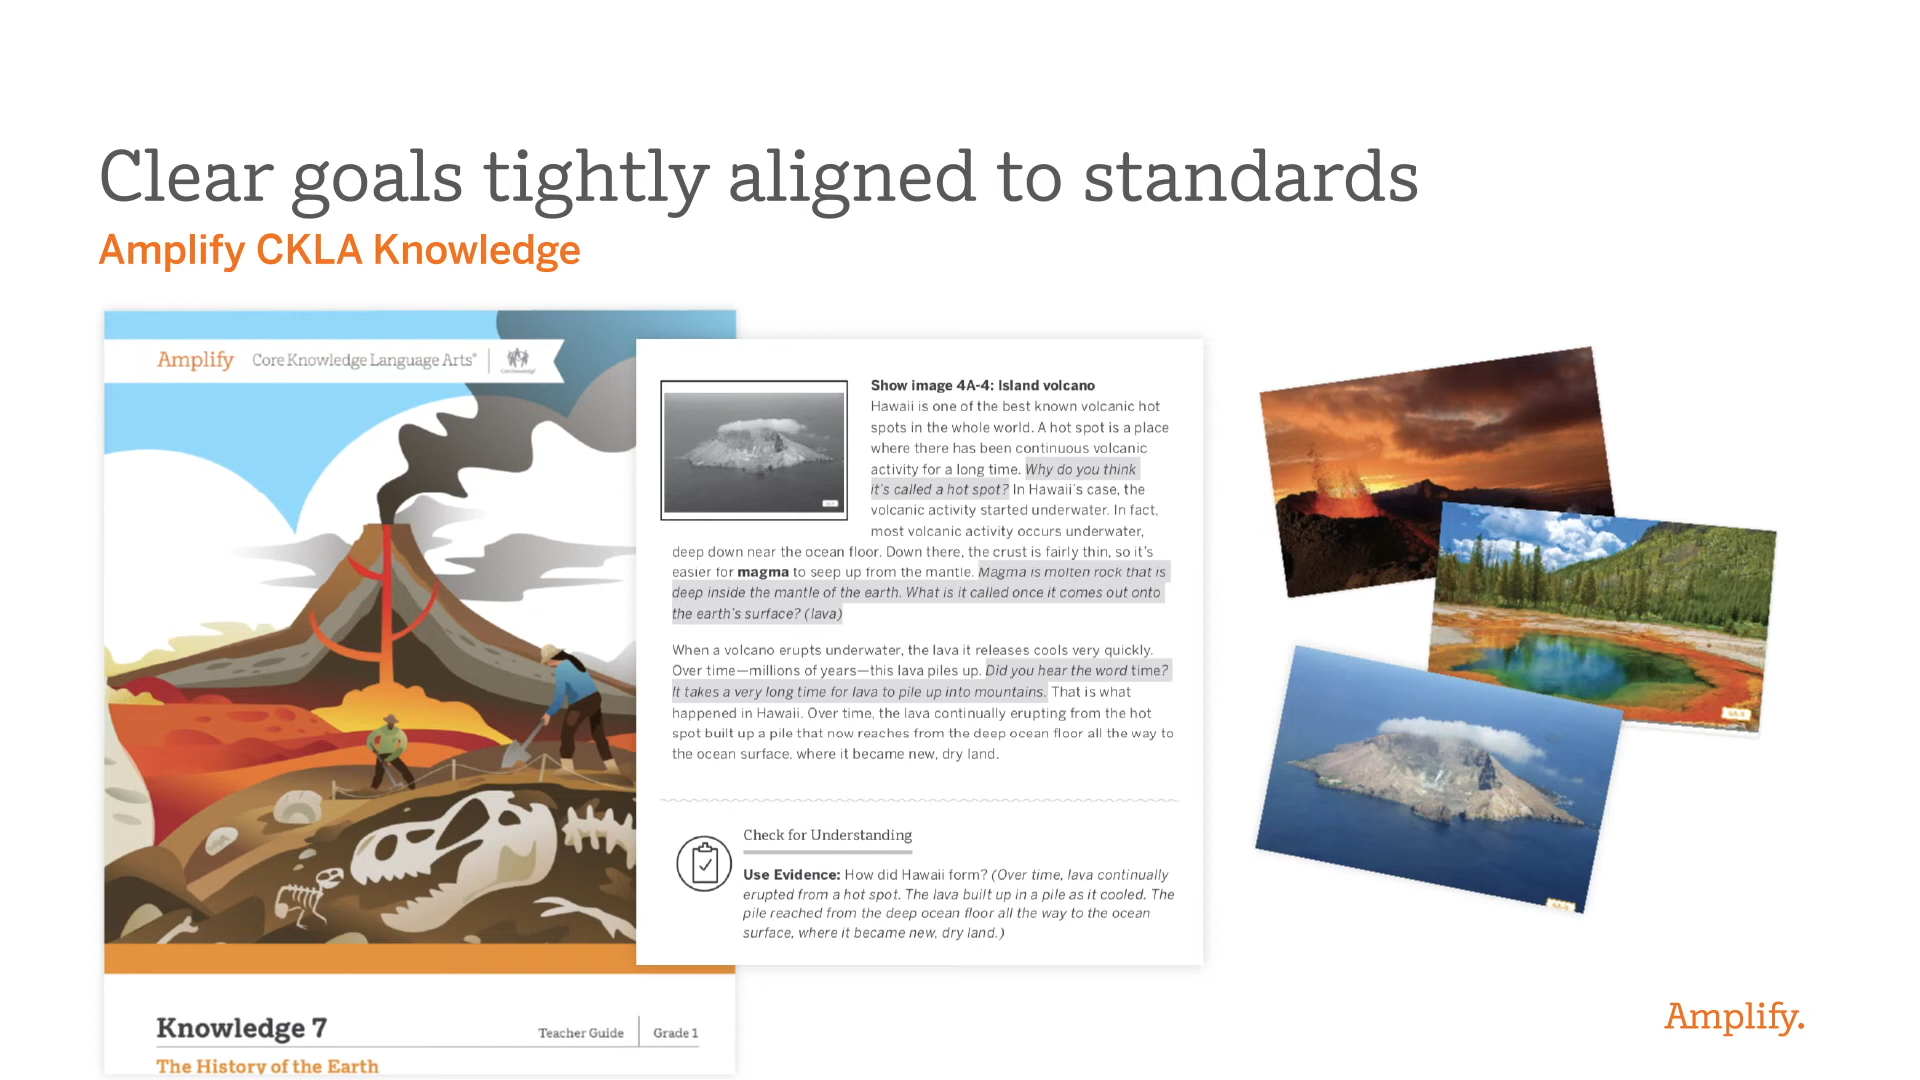 Clear goals tightly aligned to standards
Amplify CKLA Knowledge
Amplify Core Knowledge Language Arts®
Knowledge 7
Teacher Guide
Grade 1
The History of the Earth
Show image 4A-4: Island volcano
Hawaii is one of the best known volcanic hot
spots in the whole world. A hot spot is a place
where there has been continuous volcanic
activity for a long time. Why do you think
it's called a hot spot? In Hawaii's case, the
volcanic activity started underwater. In fact,
most volcanic activity occurs underwater,
deep down near the ocean floor. Down there, the crust is fairly thin, so it's
easier for magma to seep up from the mantle. Magma is molten rock that is
deep inside the mantle of the earth. What is it called once it comes out onto
the earth's surface? (lava)
When a volcano erupts underwater, the lava it releases cools very quickly.
Over time—millions of years—this lava piles up. Did you hear the word time?
It takes a very long time for lava to pile up into mountains. That is what
happened in Hawaii. Over time, the lava continually erupting from the hot
spot built up a pile that now reaches from the deep ocean floor all the way to
the ocean surface, where it became new, dry land.
Check for Understanding
Use Evidence: How did Hawaii form? (Over time, lava continually
erupted from a hot spot. The lava built up in a pile as it cooled. The
pile reached from the deep ocean floor all the way to the ocean
surface, where it became new, dry land.)
Amplify.